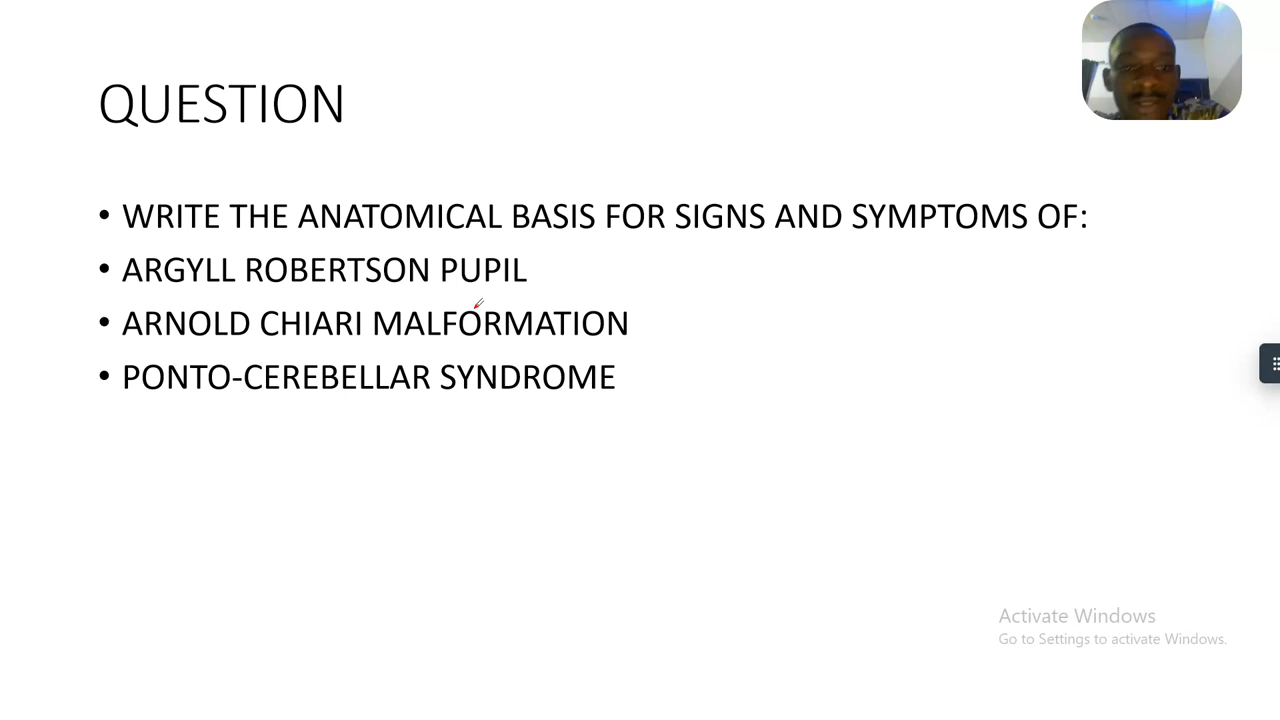 QUESTION
• WRITE THE ANATOMICAL BASIS FOR SIGNS AND SYMPTOMS OF:
• ARGYLL ROBERTSON PUPIL
• ARNOLD CHIARI MALFORMATION
• PONTO-CEREBELLAR SYNDROME
Activate Windows
Go to Settings to activate Windows.